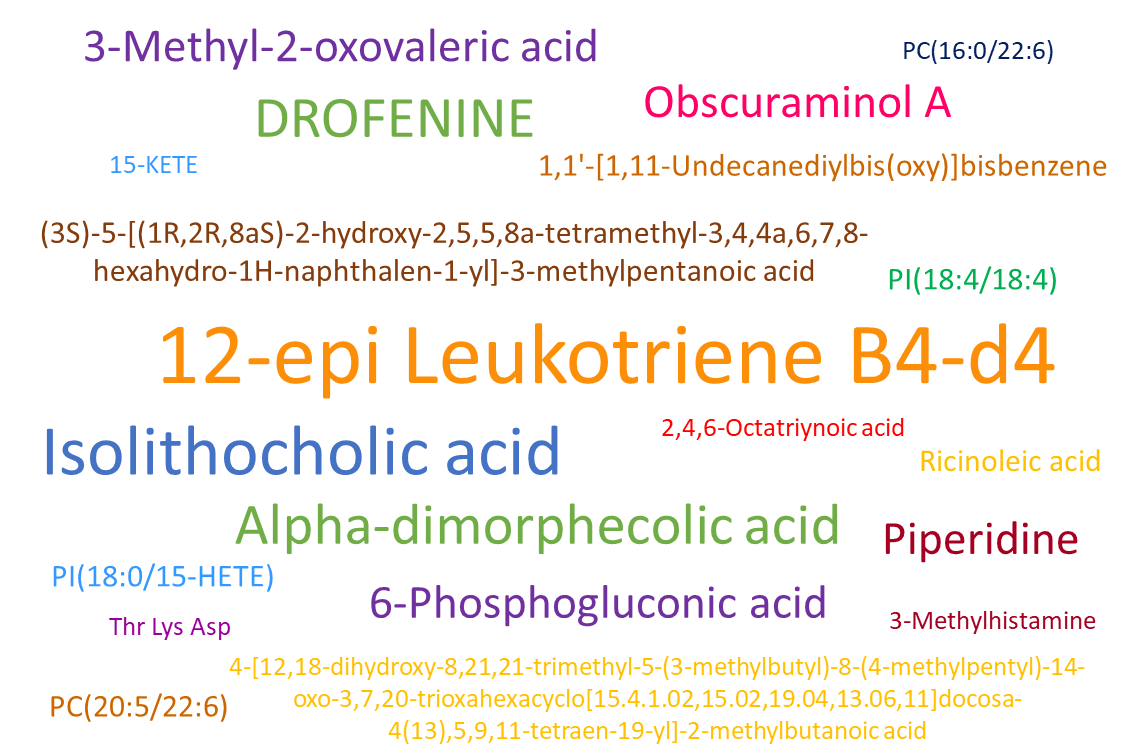 3-Methyl-2-oxovaleric acid
PC(16:0/22:6)
DROFENINE
Obscuraminol A
15-KETE
1,1'-[1,11-Undecanediylbis(oxy)]bisbenzene
(3S)-5-[(1R,2R,8aS)-2-hydroxy-2,5,5,8a-tetramethyl-3,4,4a,6,7,8-
hexahydro-1H-naphthalen-1-yl]-3-methylpentanoic acid
PI(18:4/18:4)
12-epi Leukotriene B4-d4
Isolithocholic acid
2,4,6-Octatriynoic acid
Ricinoleic acid
Alpha-dimorphecolic acid
Piperidine
PI(18:0/15-HETE)
6-Phosphogluconic acid
Thr Lys Asp
3-Methylhistamine
4-[12,18-dihydroxy-8,21,21-trimethyl-5-(3-methylbutyl)-8-(4-methylpentyl)-14-
oxo-3,7,20-trioxahexacyclo[15.4.1.02,15.02,19.04,13.06,11]docosa-
4(13),5,9,11-tetraen-19-yl]-2-methylbutanoic acid
PC(20:5/22:6)